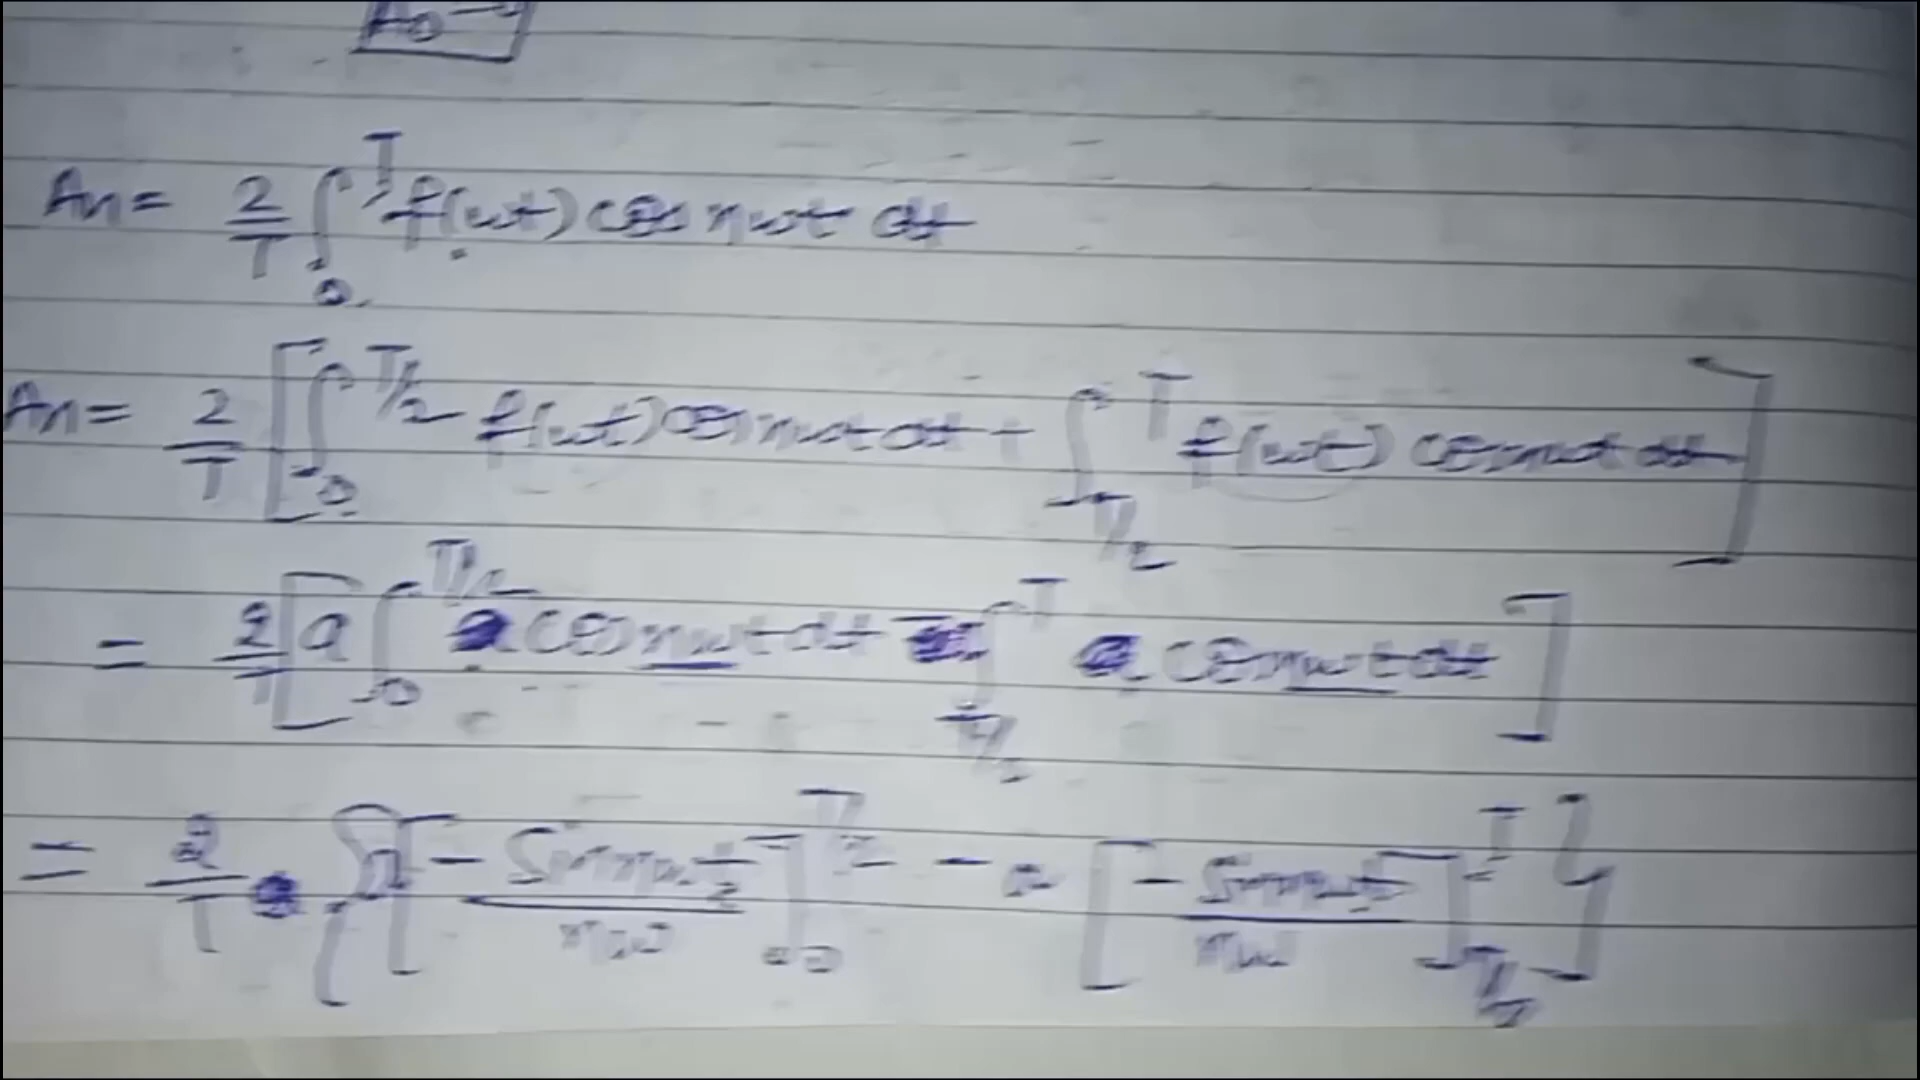 A₀ =
An = 2/T ∫₀ᵀ f(ωt) cos nωt dt
An = 2/T [ ∫₀^T/2 f(ωt) cos nωt dt + ∫_T/2^T f(ωt) cos nωt dt ]
= 2/T [ a ∫₀^T/2 cos nωt dt - ∫_T/2^T a cos nωt dt ]
= 2/T { a [ - Sin nωt / nω ]₀^T/2 - a [ - Sin nωt / nω ]_T/2^T }